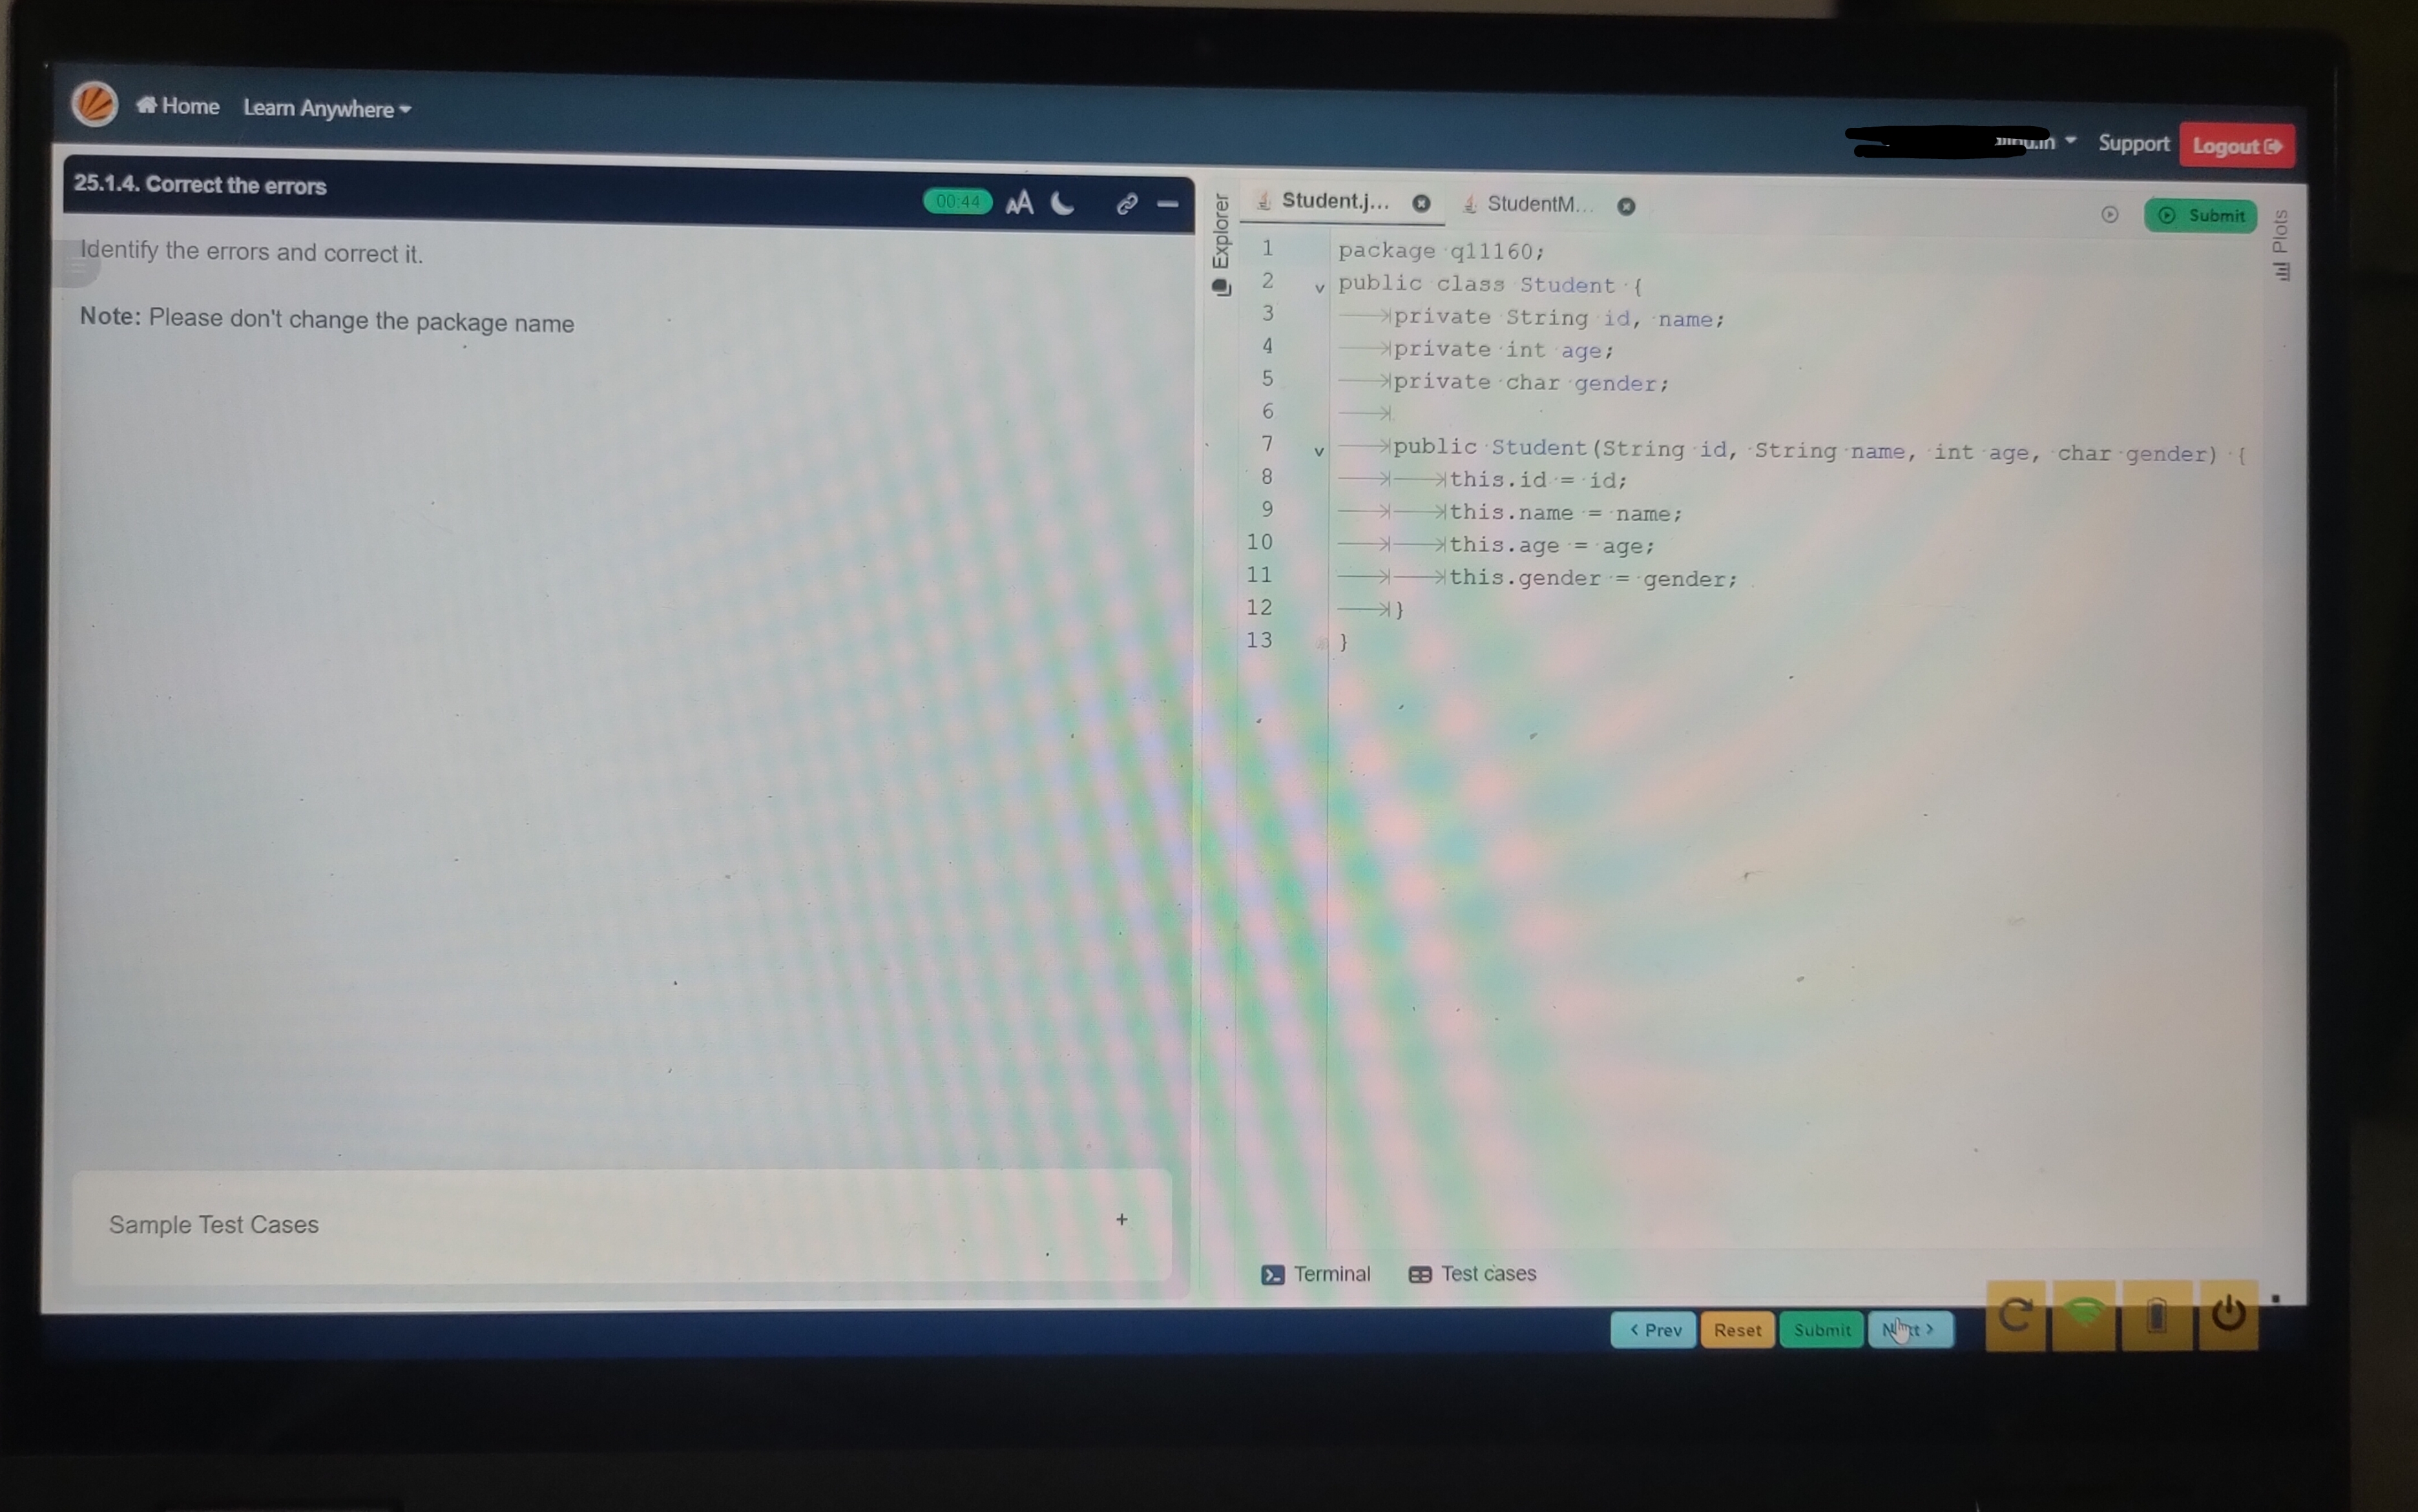 Home Learn Anywhere
Support Logout
25.1.4. Correct the errors
00:44
AA
Identify the errors and correct it.
Note: Please don't change the package name
Sample Test Cases
+
Explorer
Student.j...
StudentM...
Submit
Plots
1 package q11160;
2 public class Student {
3 private String id, name;
4 private int age;
5 private char gender;
6
7 public Student(String id, String name, int age, char gender) {
8 this.id = id;
9 this.name = name;
10 this.age = age;
11 this.gender = gender;
12 }
13 }
Terminal Test cases
< Prev Reset Submit Next >